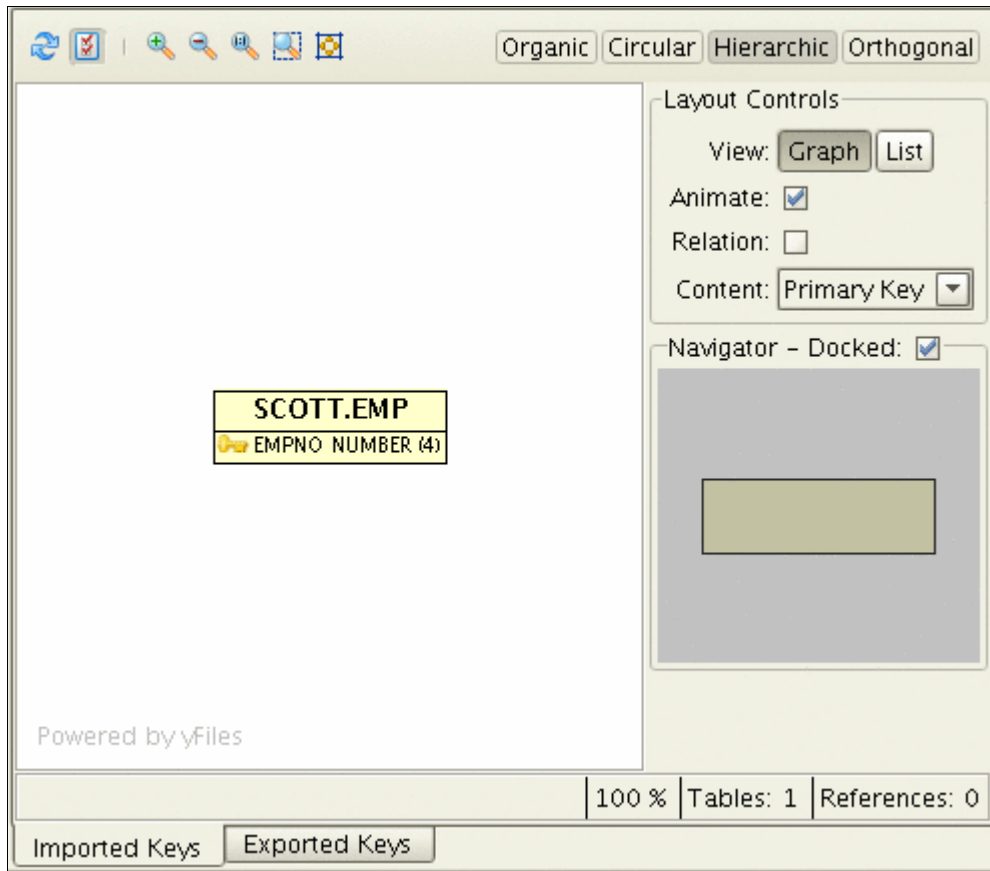 Organic Circular Hierarchic Orthogonal
Layout Controls
View: Graph List
Animate:
Relation:
Content: Primary Key
Navigator – Docked:
SCOTT.EMP
EMPNO NUMBER (4)
Powered by yFiles
100 % Tables: 1 References: 0
Imported Keys Exported Keys